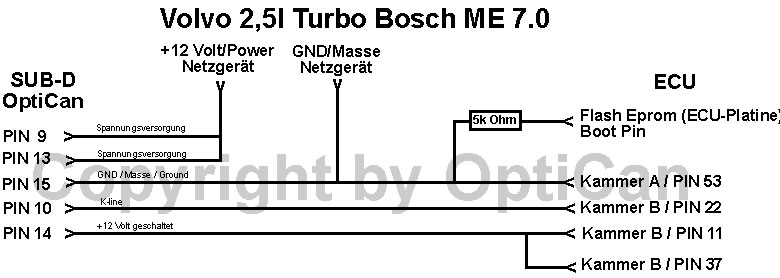 Volvo 2,5l Turbo Bosch ME 7.0
+12 Volt/Power
Netzgerät
GND/Masse
Netzgerät
SUB-D
OptiCan
ECU
5k Ohm
Flash Eprom (ECU-Platine)
Boot Pin
PIN 9
Spannungsversorgung
PIN 13
Spannungsversorgung
PIN 15
GND / Masse / Ground
Kammer A / PIN 53
PIN 10
K-line
Kammer B / PIN 22
PIN 14
+12 Volt geschaltet
Kammer B / PIN 11
Kammer B / PIN 37
Copyright by OptiCan